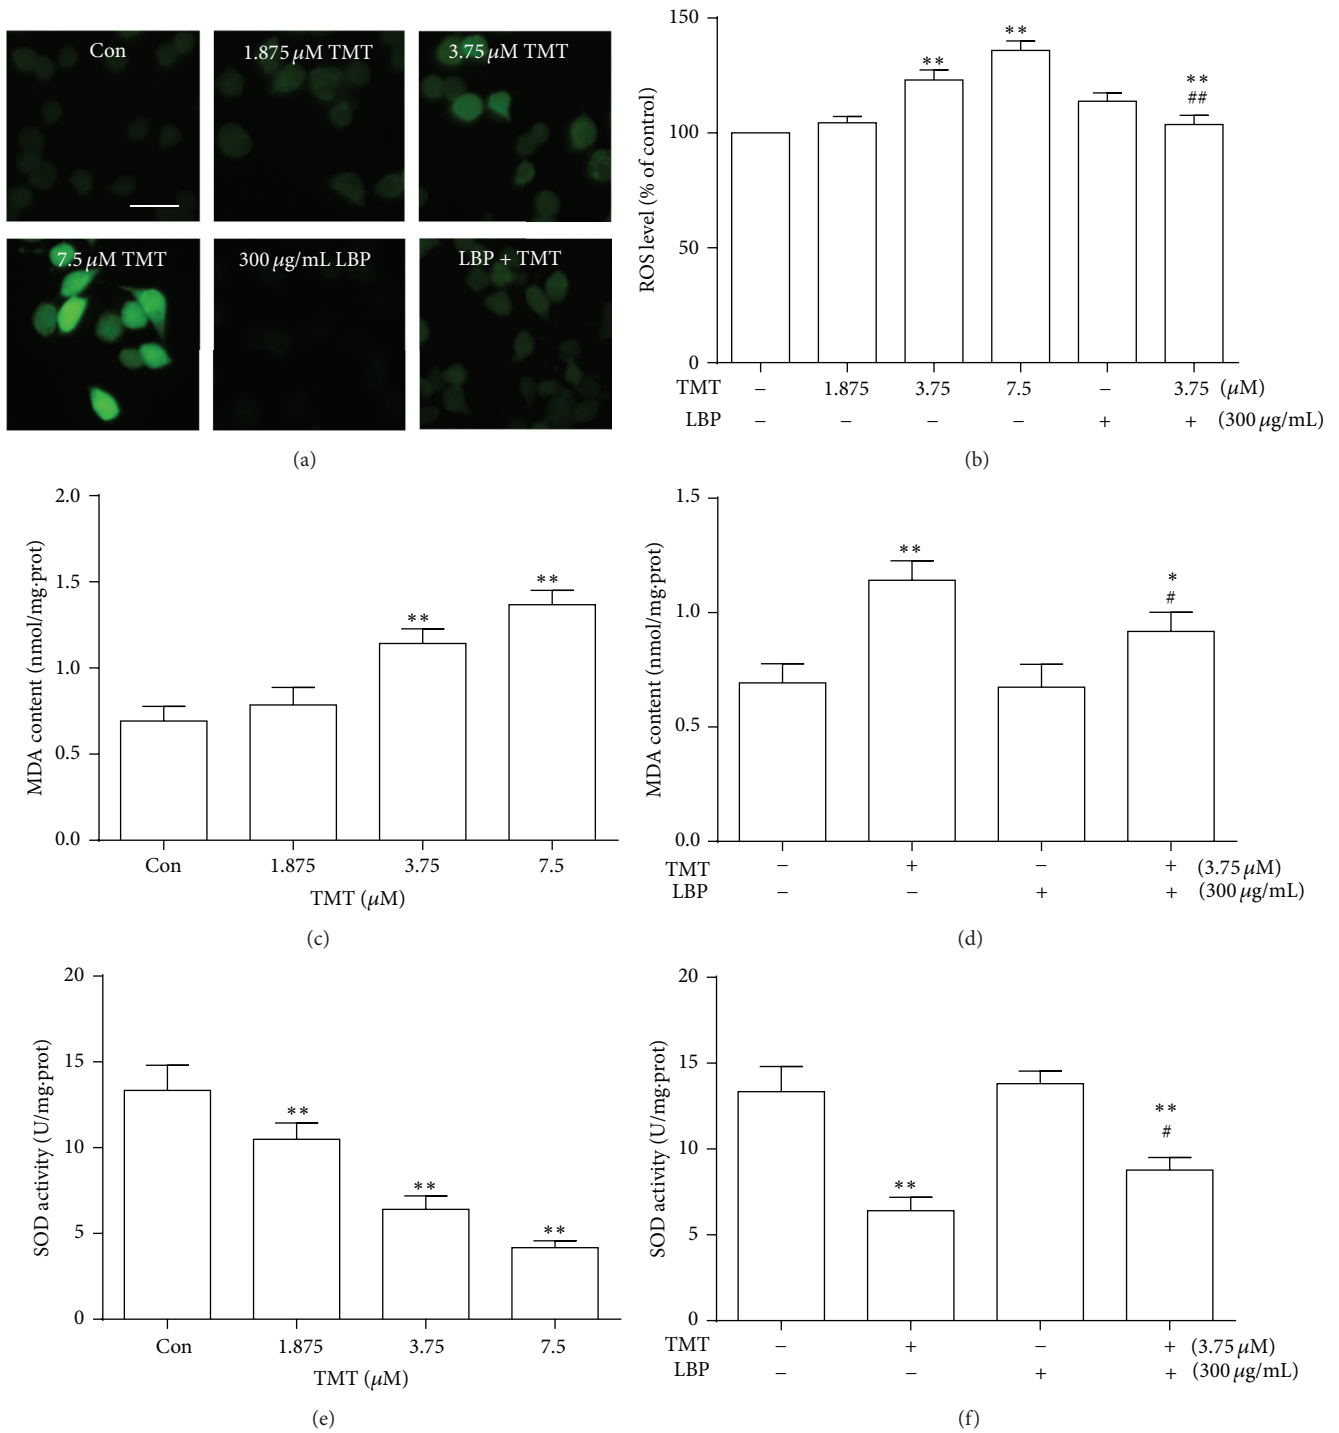 Con
1.875 μM TMT
3.75 μM TMT
7.5 μM TMT
300 μg/mL LBP
LBP + TMT
(a)
ROS level (% of control)
150
100
50
0
**
**
**
##
TMT – 1.875 3.75 7.5 – 3.75 (μM)
LBP – – – – + + (300 μg/mL)
(b)
MDA content (nmol/mg·prot)
2.0
1.5
1.0
0.5
0.0
**
**
Con 1.875 3.75 7.5
TMT (μM)
(c)
MDA content (nmol/mg·prot)
1.5
1.0
0.5
0.0
**
*
#
TMT – + – + (3.75 μM)
LBP – – + + (300 μg/mL)
(d)
SOD activity (U/mg·prot)
20
15
10
5
0
**
**
**
Con 1.875 3.75 7.5
TMT (μM)
(e)
SOD activity (U/mg·prot)
20
15
10
5
0
**
**
#
TMT – + – + (3.75 μM)
LBP – – + + (300 μg/mL)
(f)